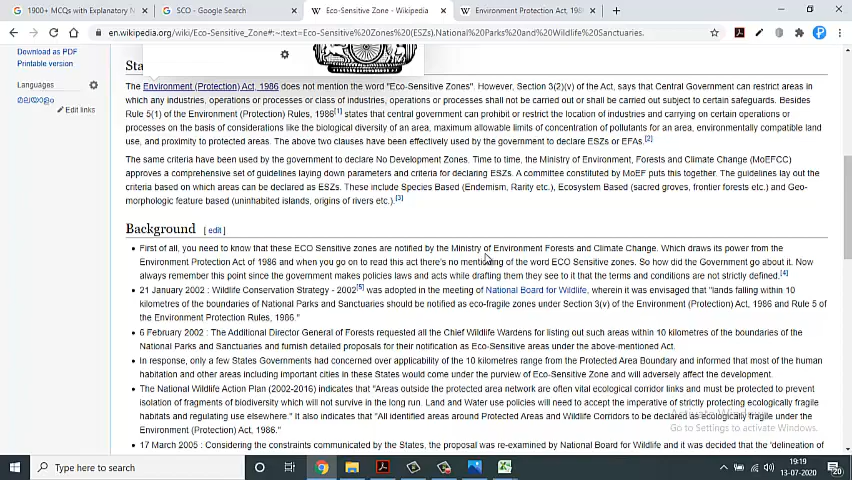 1900+ MCQs with Explanatory N
SCO - Google Search
Eco-Sensitive Zone - Wikipedia
Environment Protection Act, 198
en.wikipedia.org/wiki/Eco-Sensitive_Zone#:~:text=Eco-Sensitive%20Zones%20(ESZs),National%20Parks%20and%20Wildlife%20Sanctuaries.
Download as PDF
Printable version
Languages
മലയാളം
Edit links
Sta
The Environment (Protection) Act, 1986 does not mention the word "Eco-Sensitive Zones". However, Section 3(2)(v) of the Act, says that Central Government can restrict areas in
which any industries, operations or processes or class of industries, operations or processes shall not be carried out or shall be carried out subject to certain safeguards. Besides
Rule 5(1) of the Environment (Protection) Rules, 1986[1] states that central government can prohibit or restrict the location of industries and carrying on certain operations or
processes on the basis of considerations like the biological diversity of an area, maximum allowable limits of concentration of pollutants for an area, environmentally compatible land
use, and proximity to protected areas. The above two clauses have been effectively used by the government to declare ESZs or EFAs.[2]
The same criteria have been used by the government to declare No Development Zones. Time to time, the Ministry of Environment, Forests and Climate Change (MoEFCC)
approves a comprehensive set of guidelines laying down parameters and criteria for declaring ESZs. A committee constituted by MoEF puts this together. The guidelines lay out the
criteria based on which areas can be declared as ESZs. These include Species Based (Endemism, Rarity etc.), Ecosystem Based (sacred groves, frontier forests etc.) and Geo-
morphologic feature based (uninhabited islands, origins of rivers etc.).[3]
Background [ edit ]
• First of all, you need to know that these ECO Sensitive zones are notified by the Ministry of Environment Forests and Climate Change. Which draws its power from the
Environment Protection Act of 1986 and when you go on to read this act there's no mentioning of the word ECO Sensitive zones. So how did the Government go about it. Now
always remember this point since the government makes policies laws and acts while drafting them they see to it that the terms and conditions are not strictly defined.[4]
• 21 January 2002 : Wildlife Conservation Strategy - 2002[5] was adopted in the meeting of National Board for Wildlife, wherein it was envisaged that "lands falling within 10
kilometres of the boundaries of National Parks and Sanctuaries should be notified as eco-fragile zones under Section 3(v) of the Environment (Protection) Act, 1986 and Rule 5 of
the Environment Protection Rules, 1986."
• 6 February 2002 : The Additional Director General of Forests requested all the Chief Wildlife Wardens for listing out such areas within 10 kilometres of the boundaries of the
National Parks and Sanctuaries and furnish detailed proposals for their notification as Eco-Sensitive areas under the above-mentioned Act.
• In response, only a few States Governments had concerned over applicability of the 10 kilometres range from the Protected Area Boundary and informed that most of the human
habitation and other areas including important cities in these States would come under the purview of Eco-Sensitive Zone and will adversely affect the development.
• The National Wildlife Action Plan (2002-2016) indicates that "Areas outside the protected area network are often vital ecological corridor links and must be protected to prevent
isolation of fragments of biodiversity which will not survive in the long run. Land and Water use policies will need to accept the imperative of strictly protecting ecologically fragile
habitats and regulating use elsewhere." It also indicates that "All identified areas around Protected Areas and Wildlife Corridors to be declared as ecologically fragile under the
Environment (Protection) Act, 1986."
• 17 March 2005 : Considering the constraints communicated by the States, the proposal was re-examined by National Board for Wildlife and it was decided that the 'delineation of
Activate Windows
Go to Settings to activate Windows.
Type here to search
19:19
13-07-2020
20